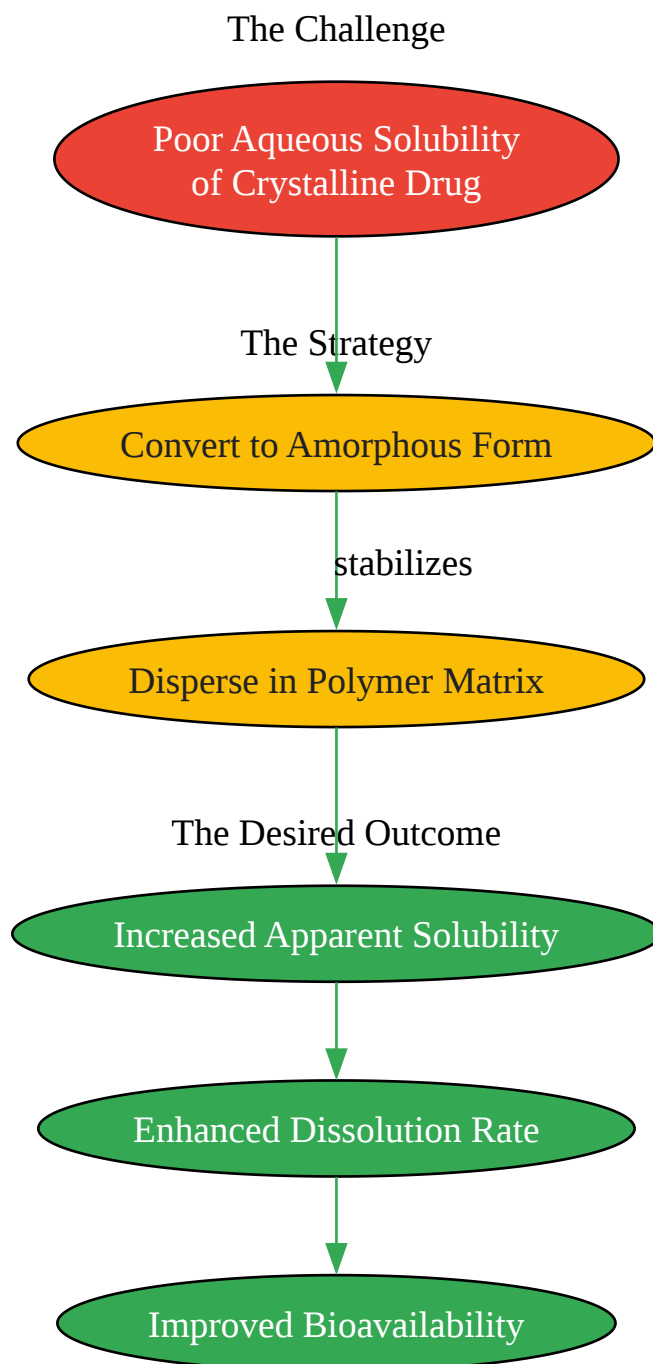 The Challenge
Poor Aqueous Solubility
of Crystalline Drug
The Strategy
Convert to Amorphous Form
stabilizes
Disperse in Polymer Matrix
The Desired Outcome
Increased Apparent Solubility
Enhanced Dissolution Rate
Improved Bioavailability